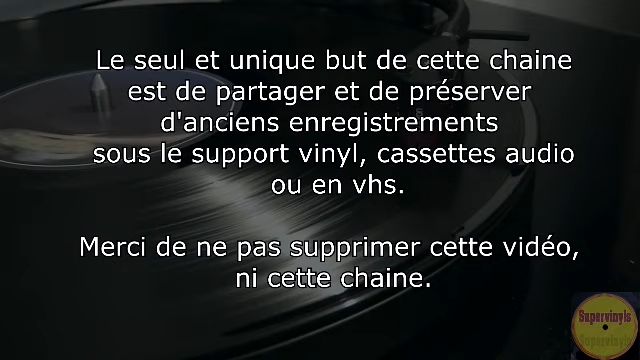 Le seul et unique but de cette chaine
est de partager et de préserver
d'anciens enregistrements
sous le support vinyl, cassettes audio
ou en vhs.
Merci de ne pas supprimer cette vidéo,
ni cette chaine.
Supervinyls
Supervinyls